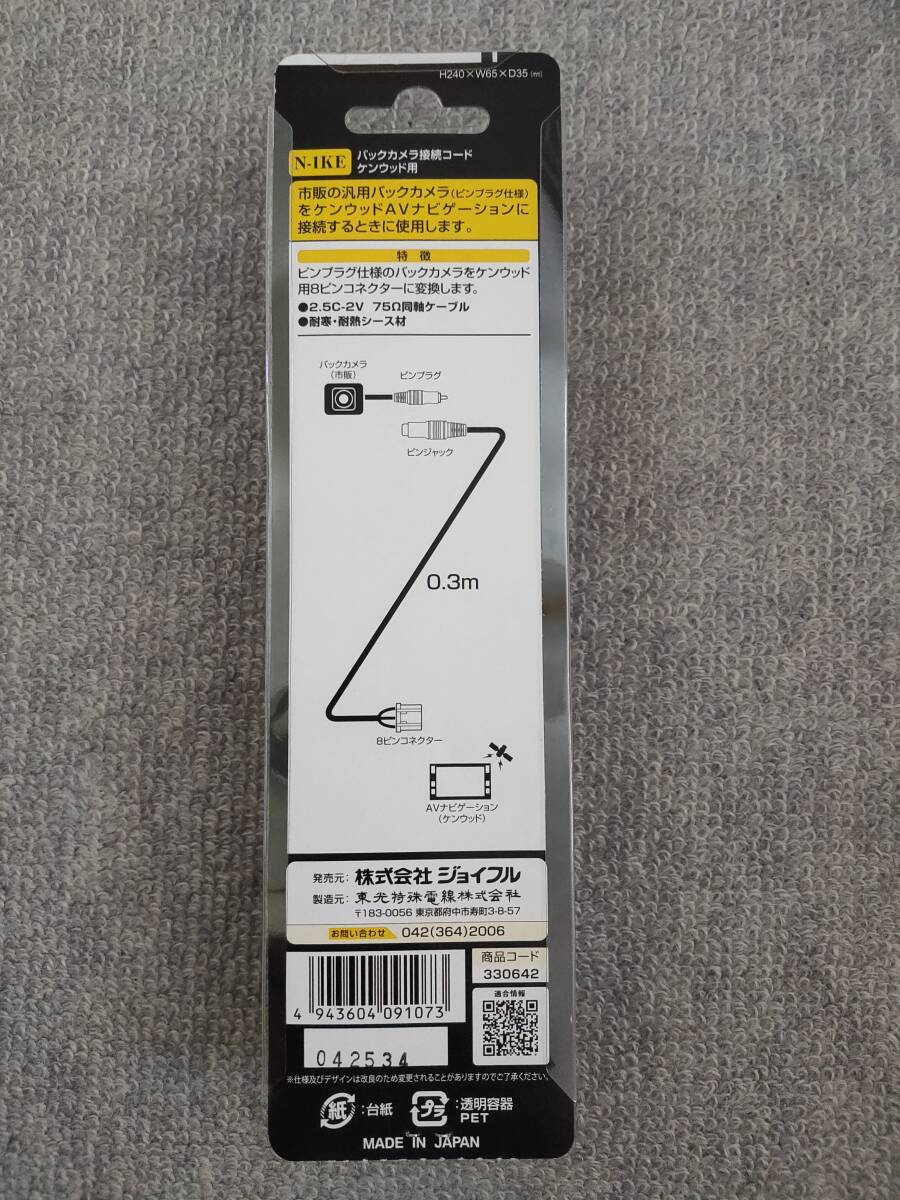 H240×W65×D35(㎜)
N-1KE
バックカメラ接続コード
ケンウッド用
市販の汎用バックカメラ(ピンプラグ仕様)
をケンウッドAVナビゲーションに
接続するときに使用します。
特 徴
ピンプラグ仕様のバックカメラをケンウッド
用8ピンコネクターに変換します。
●2.5C-2V 75Ω同軸ケーブル
●耐寒・耐熱シース材
バックカメラ
(市販)
ピンプラグ
ピンジャック
0.3m
8ピンコネクター
AVナビゲーション
(ケンウッド)
発売元: 株式会社 ジョイフル
製造元: 東光特殊電線株式会社
〒183-0056 東京都府中市寿町3-8-57
お問い合わせ 042(364)2006
商品コード
330642
適合情報
4 943604 091073
042534
※仕様及びデザインは改良のため変更されることがありますのでご了承ください。
紙:台紙
プラ:透明容器
PET
MADE IN JAPAN